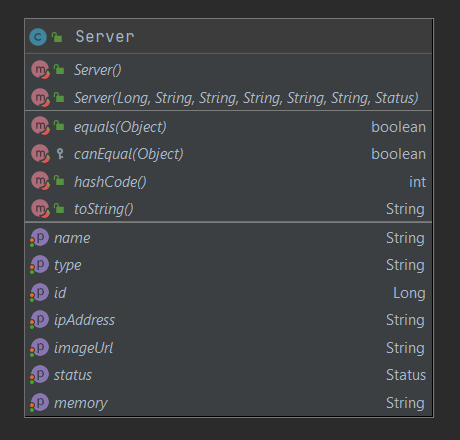 Server
Server()
Server(Long, String, String, String, String, String, Status)
equals(Object) boolean
canEqual(Object) boolean
hashCode() int
toString() String
name String
type String
id Long
ipAddress String
imageUrl String
status Status
memory String